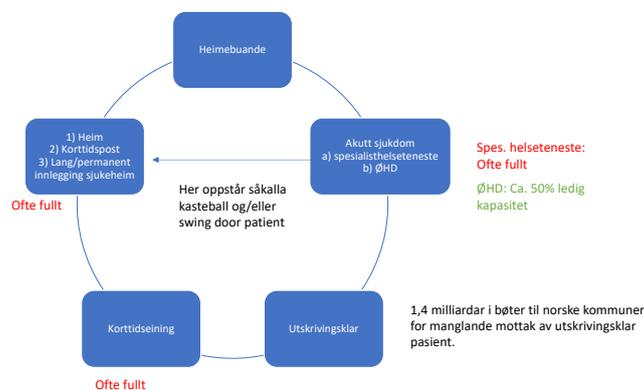 Heimebuande
1) Heim
2) Korttidspost
3) Lang/permanent
innlegging sjukeheim
Akutt sjukdom
a) spesialisthelseteneste
b) ØHD
Spes. helseteneste:
Ofte fullt
ØHD: Ca. 50% ledig
kapasitet
Ofte fullt
Her oppstår såkalla
kasteball og/eller
swing door patient
Korttidseining
Utskrivingsklar
1,4 milliardar i bøter til norske kommuner
for manglande mottak av utskrivingsklar
pasient.
Ofte fullt